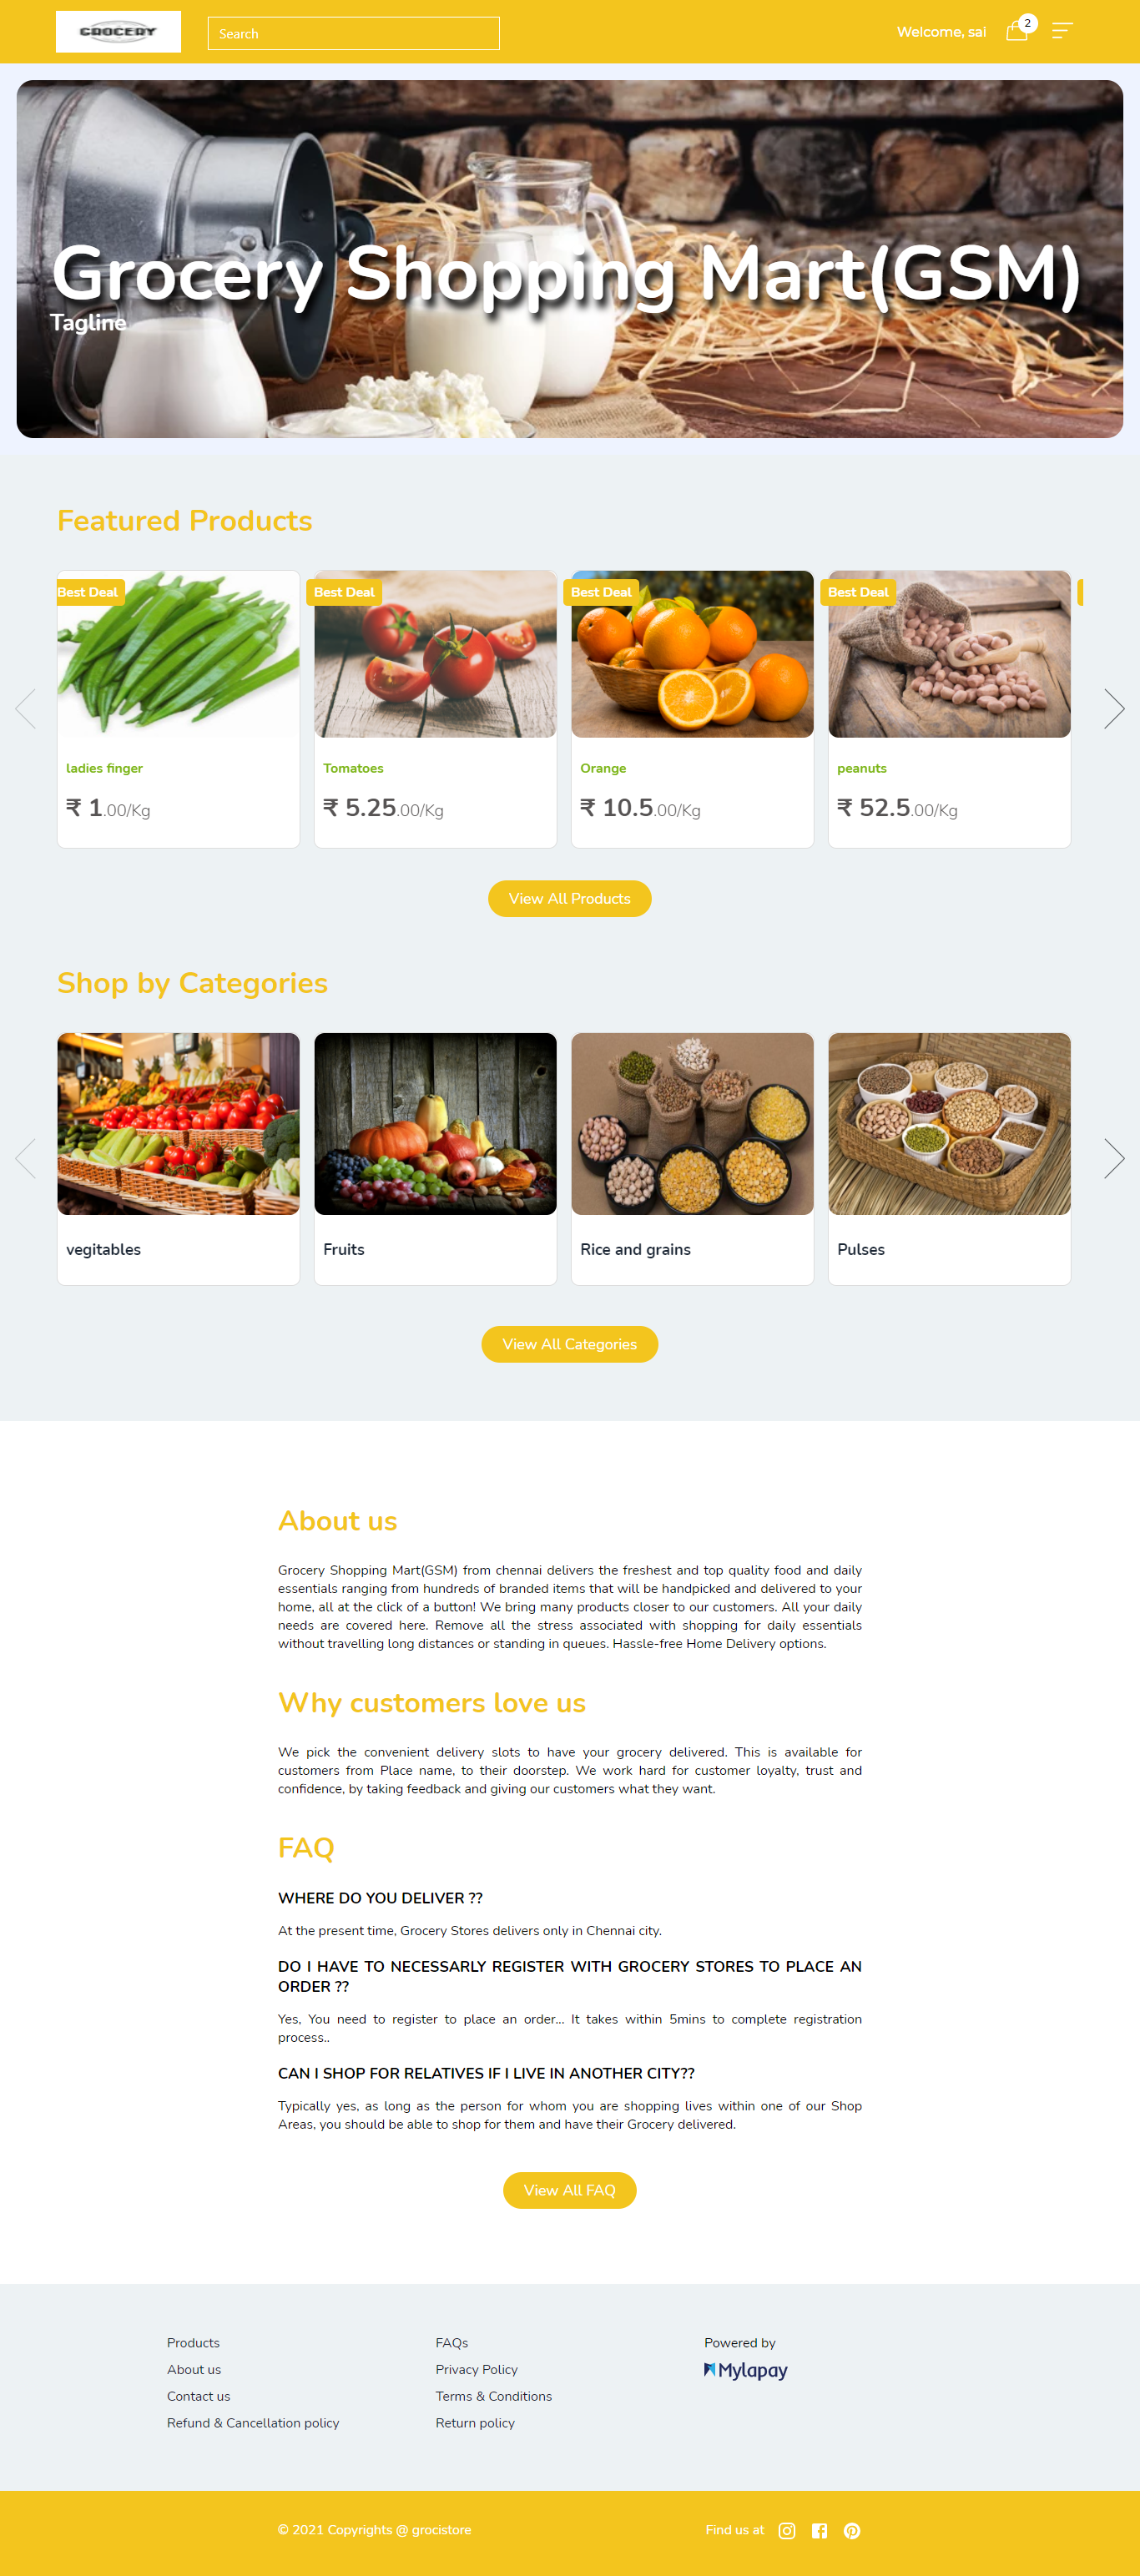 GROCERY
Search
Welcome, sai
2
Grocery Shopping Mart(GSM)
Tagline
Featured Products
Best Deal
Best Deal
Best Deal
Best Deal
ladies finger
Tomatoes
Orange
peanuts
₹ 1.00/Kg
₹ 5.25.00/Kg
₹ 10.5.00/Kg
₹ 52.5.00/Kg
View All Products
Shop by Categories
vegitables
Fruits
Rice and grains
Pulses
View All Categories
About us
Grocery Shopping Mart(GSM) from chennai delivers the freshest and top quality food and daily
essentials ranging from hundreds of branded items that will be handpicked and delivered to your
home, all at the click of a button! We bring many products closer to our customers. All your daily
needs are covered here. Remove all the stress associated with shopping for daily essentials
without travelling long distances or standing in queues. Hassle-free Home Delivery options.
Why customers love us
We pick the convenient delivery slots to have your grocery delivered. This is available for
customers from Place name, to their doorstep. We work hard for customer loyalty, trust and
confidence, by taking feedback and giving our customers what they want.
FAQ
WHERE DO YOU DELIVER ??
At the present time, Grocery Stores delivers only in Chennai city.
DO I HAVE TO NECESSARLY REGISTER WITH GROCERY STORES TO PLACE AN
ORDER ??
Yes, You need to register to place an order... It takes within 5mins to complete registration
process..
CAN I SHOP FOR RELATIVES IF I LIVE IN ANOTHER CITY??
Typically yes, as long as the person for whom you are shopping lives within one of our Shop
Areas, you should be able to shop for them and have their Grocery delivered.
View All FAQ
Products
About us
Contact us
Refund & Cancellation policy
FAQs
Privacy Policy
Terms & Conditions
Return policy
Powered by
Mylapay
© 2021 Copyrights @ grocistore
Find us at